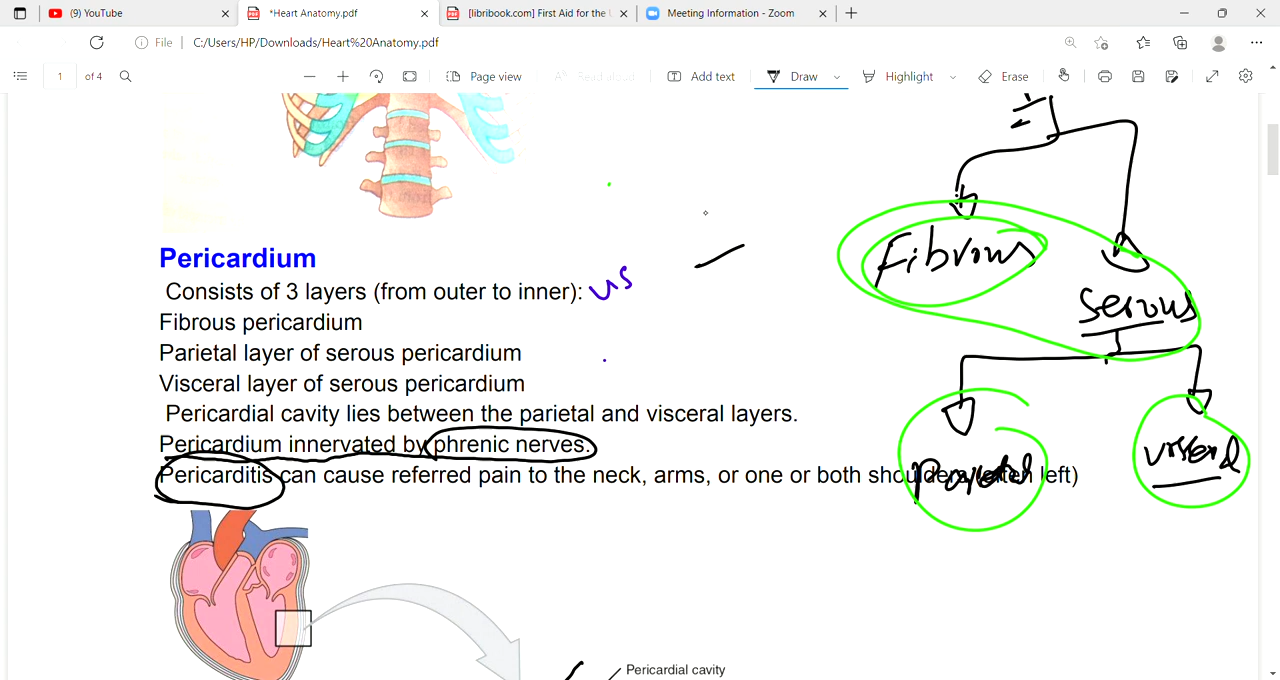 (9) YouTube
*Heart Anatomy.pdf
[libribook.com] First Aid for the U
Meeting Information - Zoom
File
C:/Users/HP/Downloads/Heart%20Anatomy.pdf
1 of 4
Page view
Read aloud
Add text
Draw
Highlight
Erase
Fibrous
serous
Pericardium
Consists of 3 layers (from outer to inner): us
Fibrous pericardium
Parietal layer of serous pericardium
Visceral layer of serous pericardium
Pericardial cavity lies between the parietal and visceral layers.
Pericardium innervated by phrenic nerves.
Pericarditis can cause referred pain to the neck, arms, or one or both shoulders (often left)
Pericardial cavity